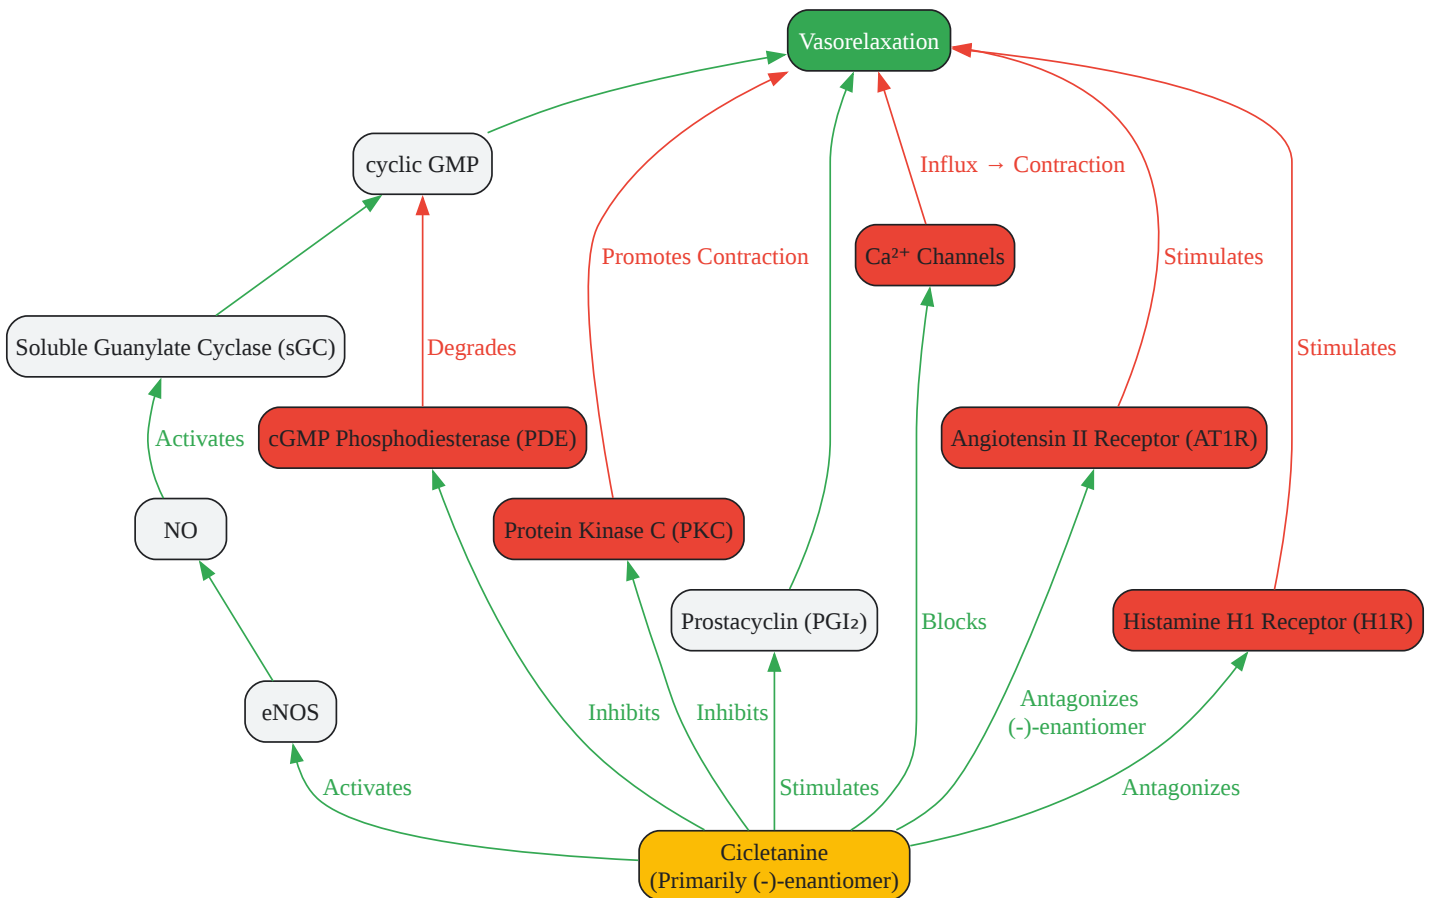 Vasorelaxation
cyclic GMP
Influx → Contraction
Promotes Contraction
Ca²⁺ Channels
Stimulates
Soluble Guanylate Cyclase (sGC)
Degrades
Stimulates
Activates
cGMP Phosphodiesterase (PDE)
Angiotensin II Receptor (AT1R)
NO
Protein Kinase C (PKC)
Prostacyclin (PGI₂)
Blocks
Histamine H1 Receptor (H1R)
eNOS
Inhibits
Inhibits
Antagonizes
(-)-enantiomer
Activates
Stimulates
Antagonizes
Cicletanine
(Primarily (-)-enantiomer)